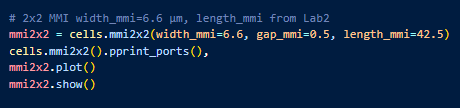 # 2x2 MMI width_mmi=6.6 μm, length_mmi from Lab2
mmi2x2 = cells.mmi2x2(width_mmi=6.6, gap_mmi=0.5, length_mmi=42.5)
cells.mmi2x2().pprint_ports(),
mmi2x2.plot()
mmi2x2.show()